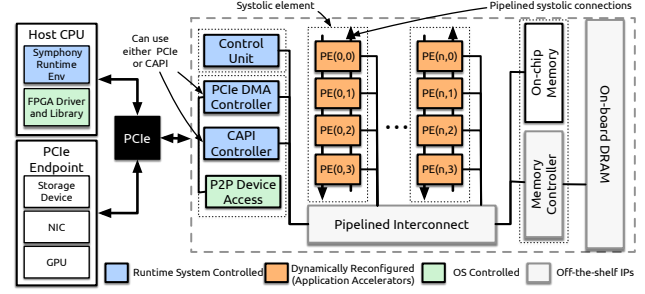 Systolic element
Pipelined systolic connections
Host CPU
Symphony
Runtime
Env
FPGA Driver
and Library
Can use
either PCIe
or CAPI
Control
Unit
PCIe DMA
Controller
CAPI
Controller
P2P Device
Access
PCIe
PCIe
Endpoint
Storage
Device
NIC
GPU
PE(0,0)
PE(0,1)
PE(0,2)
PE(0,3)
...
PE(n,0)
PE(n,1)
PE(n,2)
PE(n,3)
Pipelined Interconnect
On-chip
Memory
Memory
Controller
On-board DRAM
Runtime System Controlled
Dynamically Reconfigured
(Application Accelerators)
OS Controlled
Off-the-shelf IPs